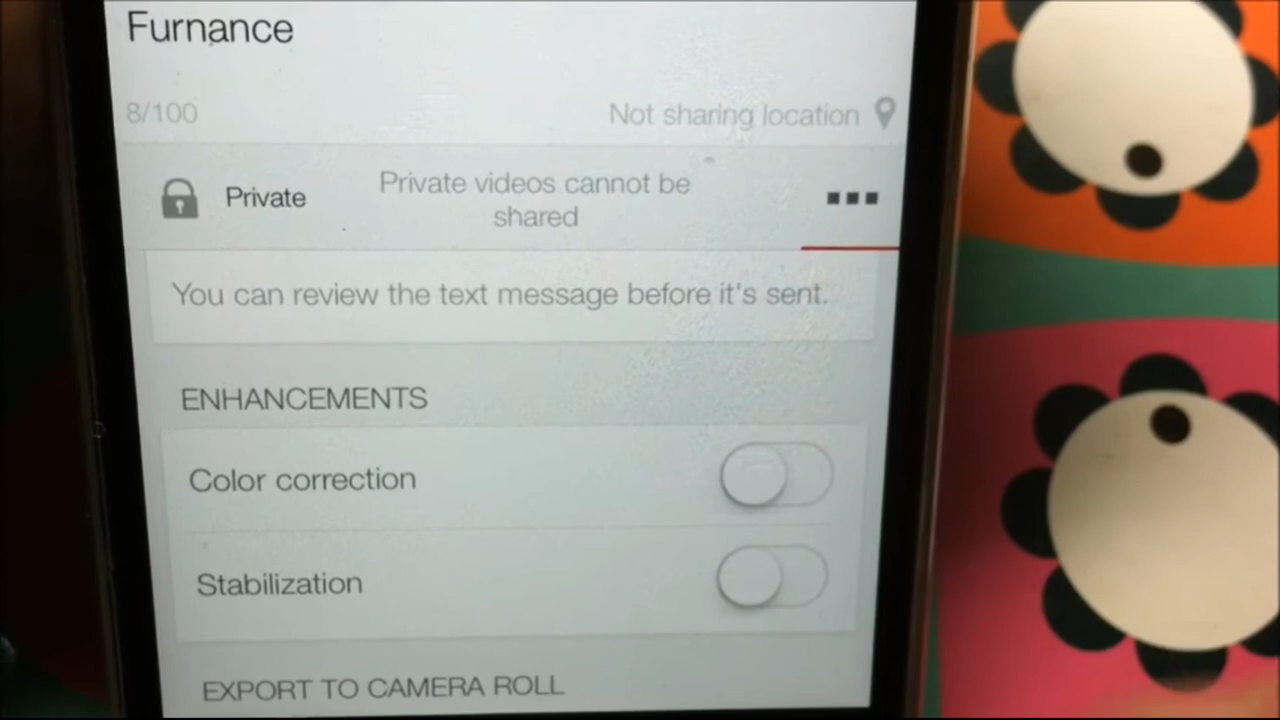 Furnance
8/100
Not sharing location
Private
Private videos cannot be
shared
You can review the text message before it's sent.
ENHANCEMENTS
Color correction
Stabilization
EXPORT TO CAMERA ROLL